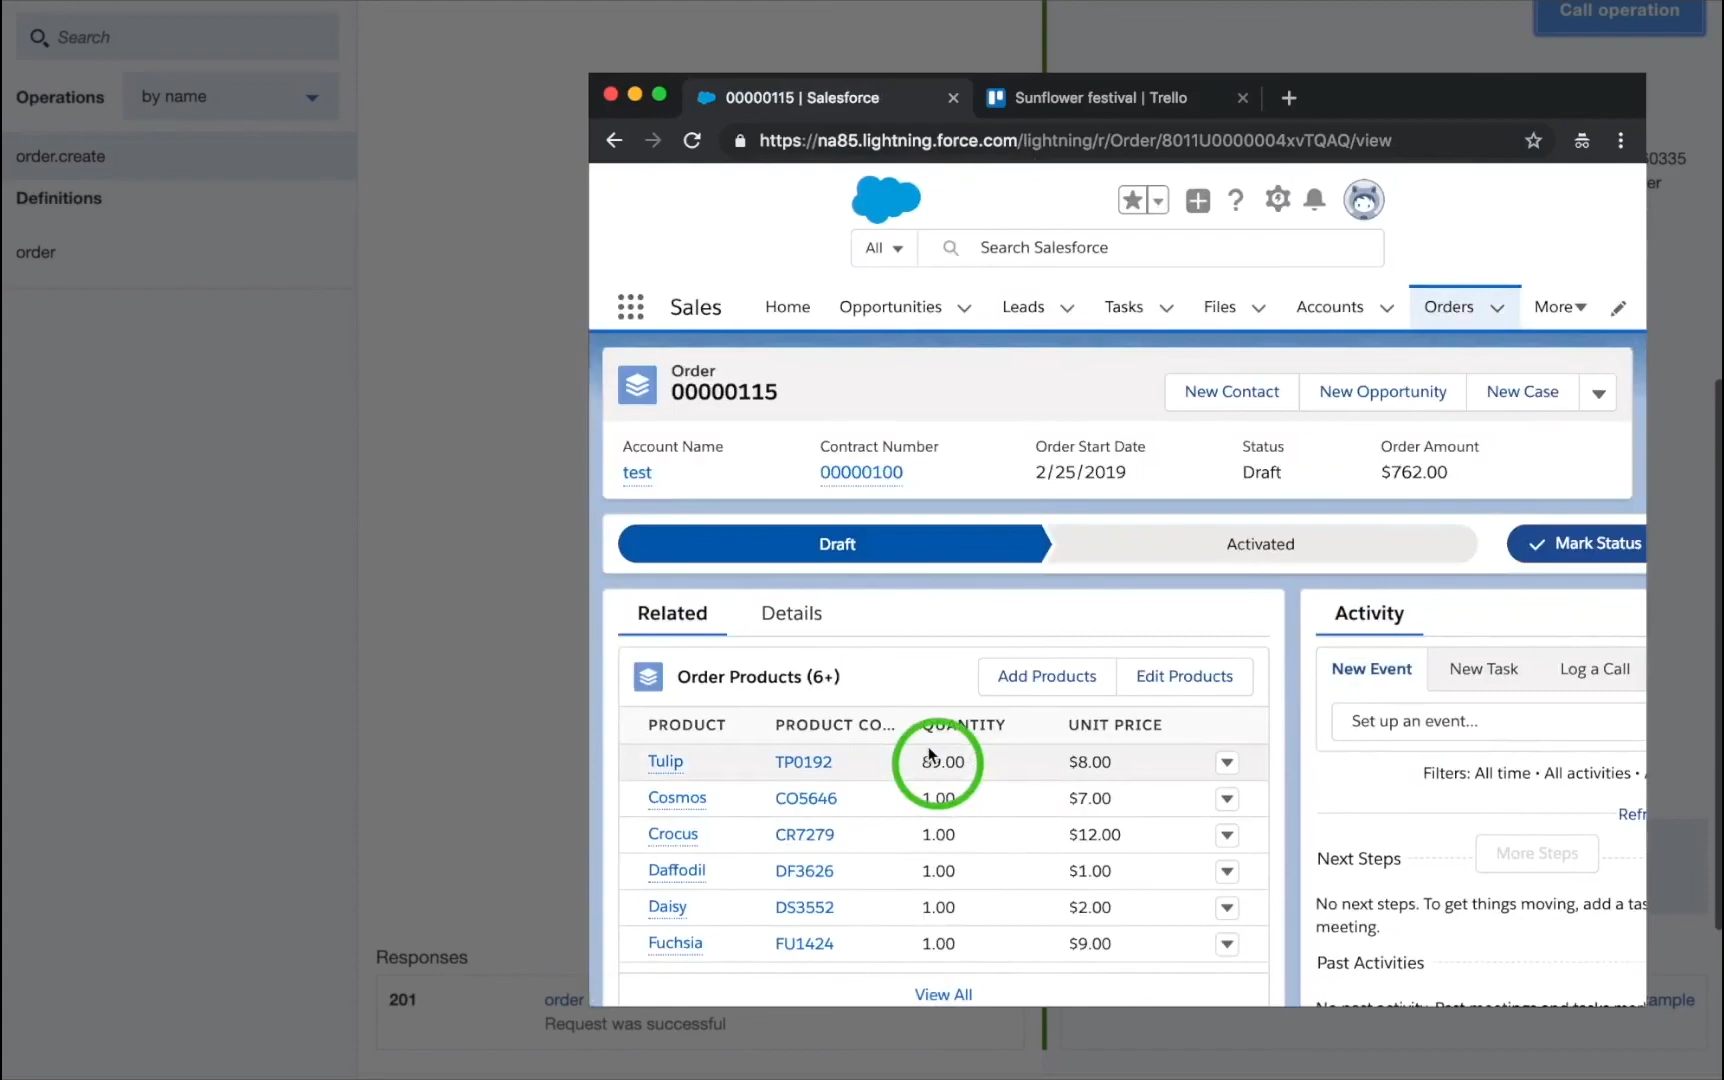 Search
Call operation
Operations
by name
order.create
Definitions
order
60335
er
00000115 | Salesforce
Sunflower festival | Trello
https://na85.lightning.force.com/lightning/r/Order/8011U0000004xvTQAQ/view
All
Search Salesforce
Sales
Home
Opportunities
Leads
Tasks
Files
Accounts
Orders
More
Order
00000115
New Contact
New Opportunity
New Case
Account Name
Contract Number
Order Start Date
Status
Order Amount
test
00000100
2/25/2019
Draft
$762.00
Draft
Activated
Mark Status
Related
Details
Order Products (6+)
Add Products
Edit Products
PRODUCT
PRODUCT CO...
QUANTITY
UNIT PRICE
Tulip
TP0192
89.00
$8.00
Cosmos
CO5646
1.00
$7.00
Crocus
CR7279
1.00
$12.00
Daffodil
DF3626
1.00
$1.00
Daisy
DS3552
1.00
$2.00
Fuchsia
FU1424
1.00
$9.00
View All
Activity
New Event
New Task
Log a Call
Set up an event...
Filters: All time • All activities •
Refr
Next Steps
More Steps
No next steps. To get things moving, add a tas
meeting.
Past Activities
Responses
201
order
Request was successful
ample